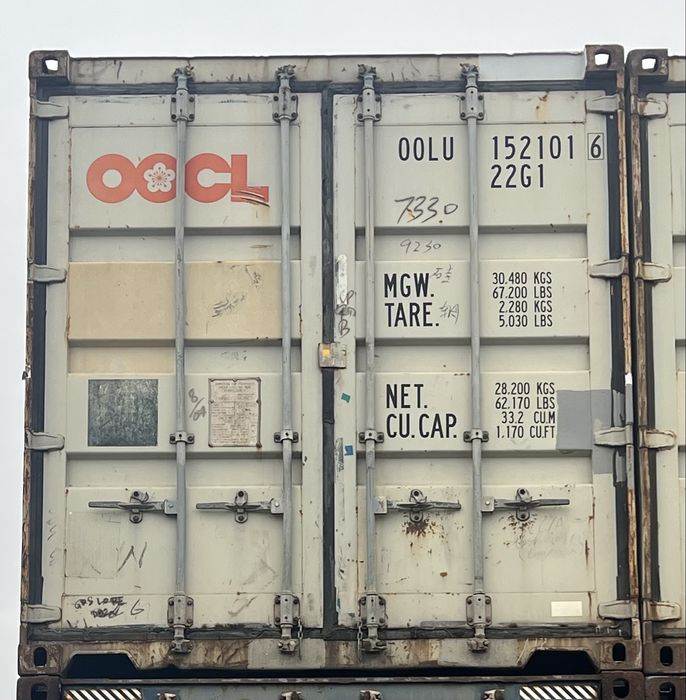 OOCL
OOLU 152101 6
22G1
7330
9230
MGW. 30.480 KGS
67.200 LBS
TARE. 2.280 KGS
5.030 LBS
NET. 28.200 KGS
62.170 LBS
CU.CAP. 33.2 CU.M
1.170 CU.FT